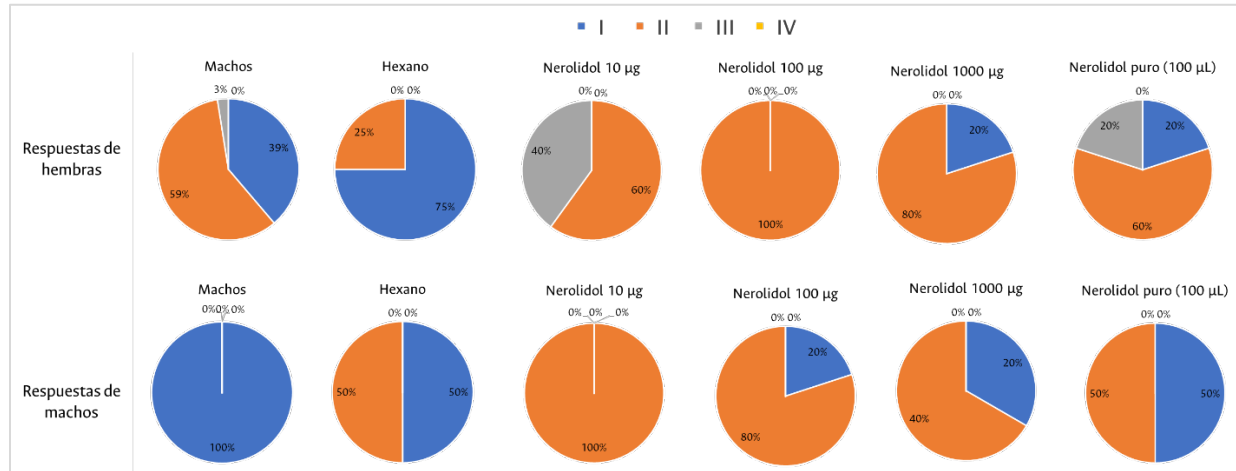 I II III IV
Machos Hexano Nerolidol 10 µg Nerolidol 100 µg Nerolidol 1000 µg Nerolidol puro (100 µL)
3% 0% 0% 0% 0% 0% 0% 0% 0% 0% 0% 0%
39% 59% 25% 75% 40% 60% 100% 20% 80% 20% 20% 60%
Respuestas de
hembras
Machos Hexano Nerolidol 10 µg Nerolidol 100 µg Nerolidol 1000 µg Nerolidol puro (100 µL)
0% 0% 0% 0% 0% 0% 0% 0% 0% 0% 0% 0% 0% 0%
100% 50% 50% 100% 20% 80% 20% 40% 50% 50%
Respuestas de
machos